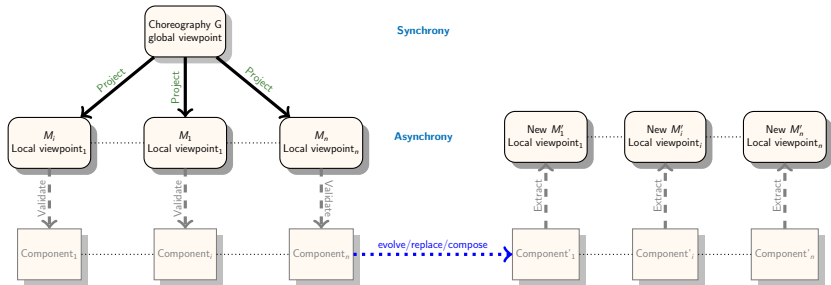 Choreography G
global viewpoint
Synchrony
Project
Project
Project
M_i
Local viewpoint_1
M_1
Local viewpoint_1
M_n
Local viewpoint_n
Asynchrony
New M'_1
Local viewpoint_1
New M'_i
Local viewpoint_i
New M'_n
Local viewpoint_n
Validate
Validate
Validate
Extract
Extract
Extract
Component_1
Component_i
Component_n
evolve/replace/compose
Component'_1
Component'_i
Component'_n